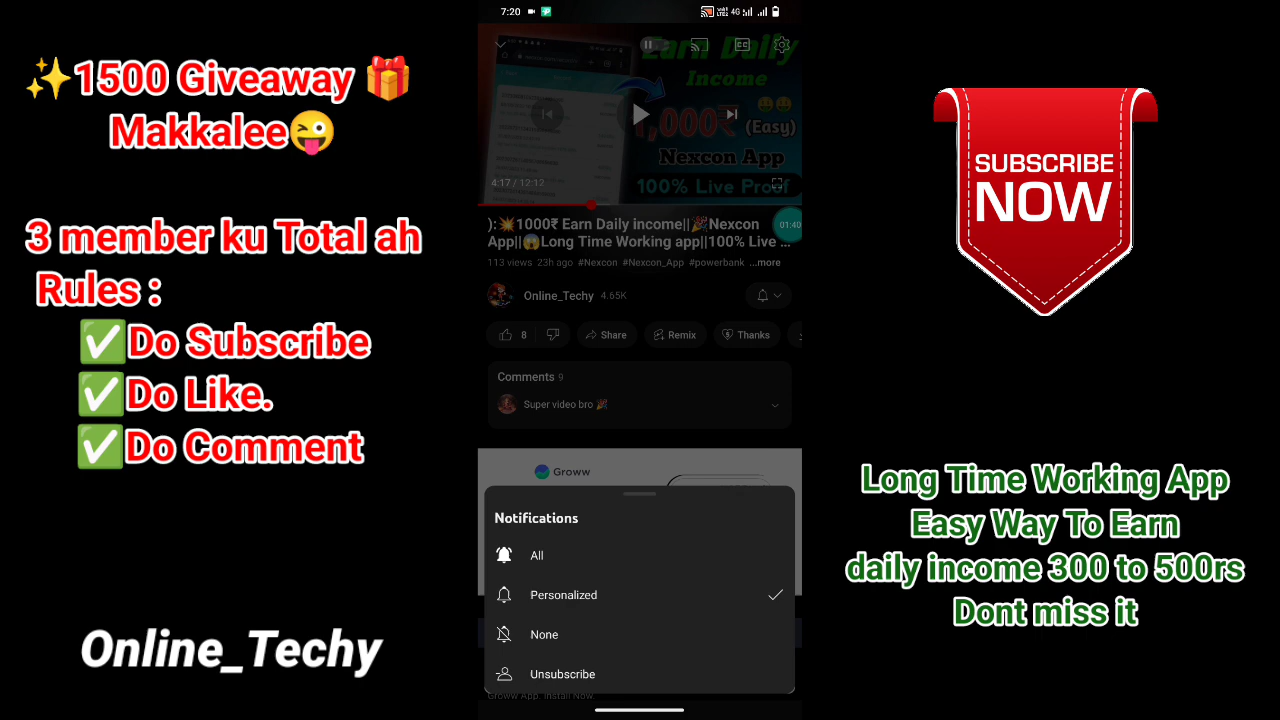 ✨1500 Giveaway 🎁
Makkalee😜
3 member ku Total ah
Rules :
✅Do Subscribe
✅Do Like.
✅Do Comment
Online_Techy
7:20
4G
Earn Daily
Income
1,000₹ 🤑🤑
(Easy)
Nexcon App
100% Live Proof
4:17 / 12:12
01:40
):💥1000₹ Earn Daily income||🎉Nexcon
App||😱Long Time Working app||100% Live ...
113 views 23h ago #Nexcon #Nexcon_App #powerbank ...more
Online_Techy 4.65K
8 Share Remix Thanks
Comments 9
Super video bro 🎉
Groww
Notifications
All
Personalized
None
Unsubscribe
Groww App, Install Now.
SUBSCRIBE
NOW
Long Time Working App
Easy Way To Earn
daily income 300 to 500rs
Dont miss it